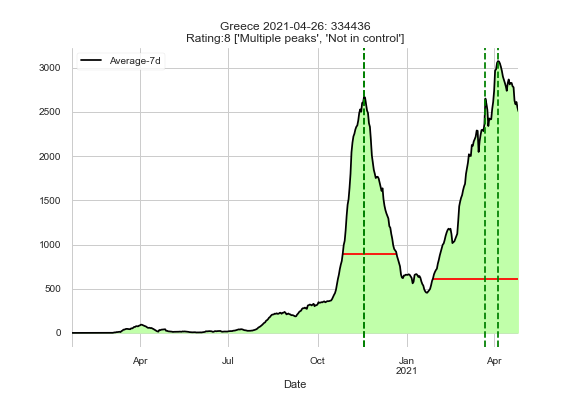 Greece 2021-04-26: 334436
Rating:8 ['Multiple peaks', 'Not in control']
Average-7d
3000
2500
2000
1500
1000
500
0
Apr
Jul
Oct
Jan
2021
Apr
Date